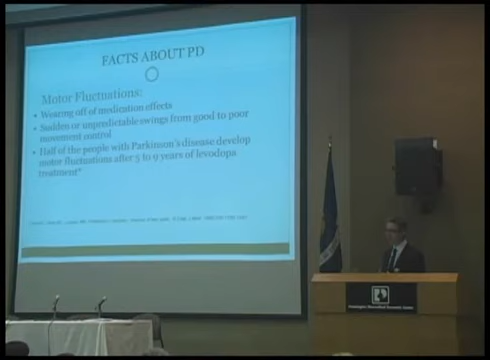 FACTS ABOUT PD
Motor Fluctuations:
• Wearing off of medication effects
• Sudden or unpredictable swings from good to poor
movement control
• Half of the people with Parkinson's disease develop
motor fluctuations after 5 to 9 years of levodopa
treatment*